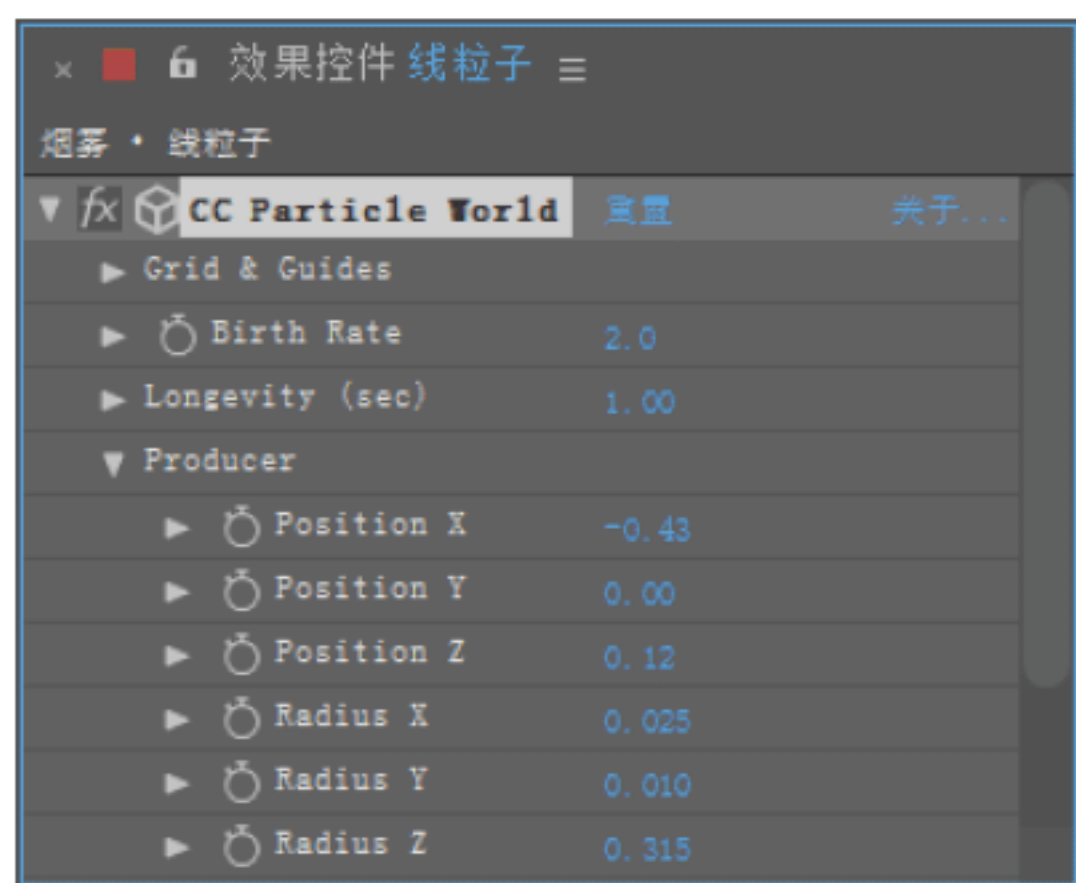 效果控件 线粒子
烟雾 • 线粒子
fx CC Particle World 重置 关于...
Grid & Guides
Birth Rate 2.0
Longevity (sec) 1.00
Producer
Position X -0.43
Position Y 0.00
Position Z 0.12
Radius X 0.025
Radius Y 0.010
Radius Z 0.315